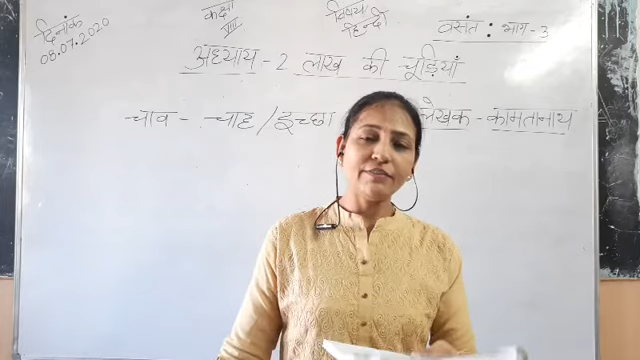 दिनांक
08.07.2020
कक्षा
VIII
विषय
हिन्दी
वसंत : भाग - 3
अध्याय - 2 लाख की चूड़ियाँ
चाव - चाह / इच्छा
लेखक - कामतानाथ